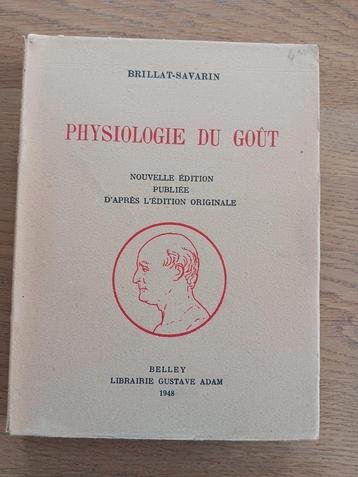 BRILLAT-SAVARIN
PHYSIOLOGIE DU GOÛT
NOUVELLE ÉDITION
PUBLIÉE
D'APRÈS L'ÉDITION ORIGINALE
BELLEY
LIBRAIRIE GUSTAVE ADAM
1948